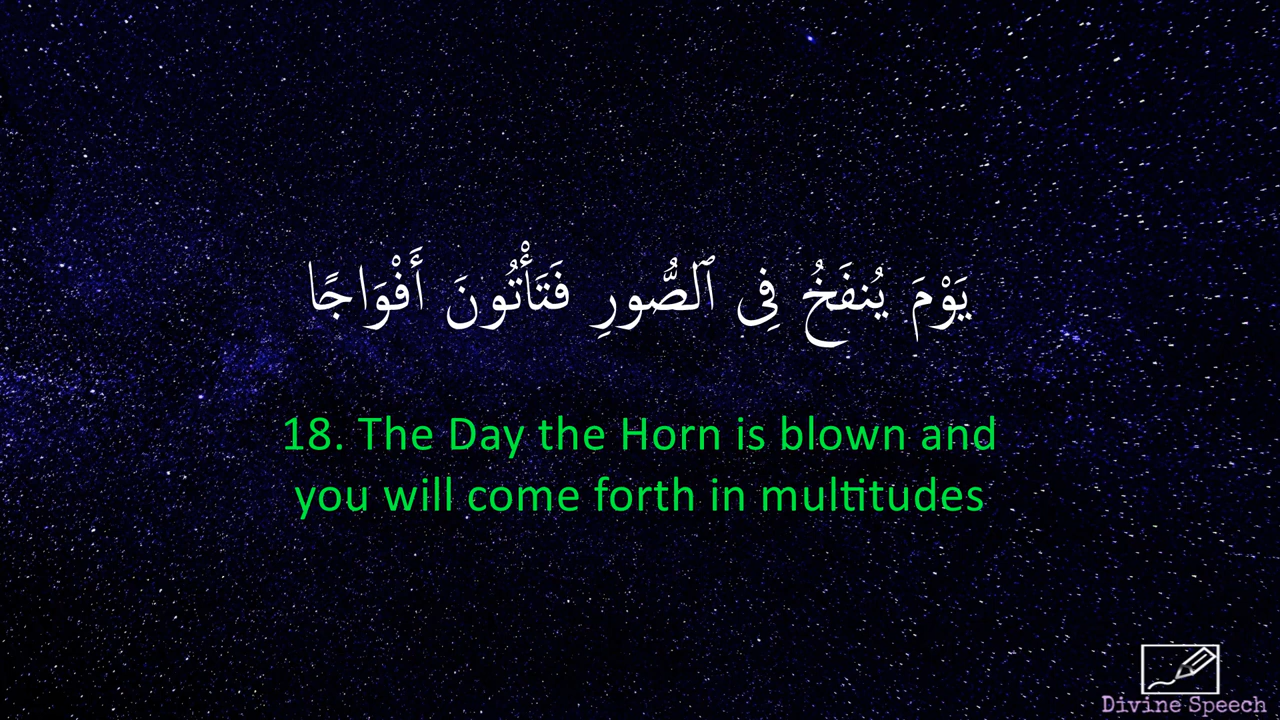 يَوْمَ يُنفَخُ فِى ٱلصُّورِ فَتَأْتُونَ أَفْوَاجًا
18. The Day the Horn is blown and
you will come forth in multitudes
Divine Speech